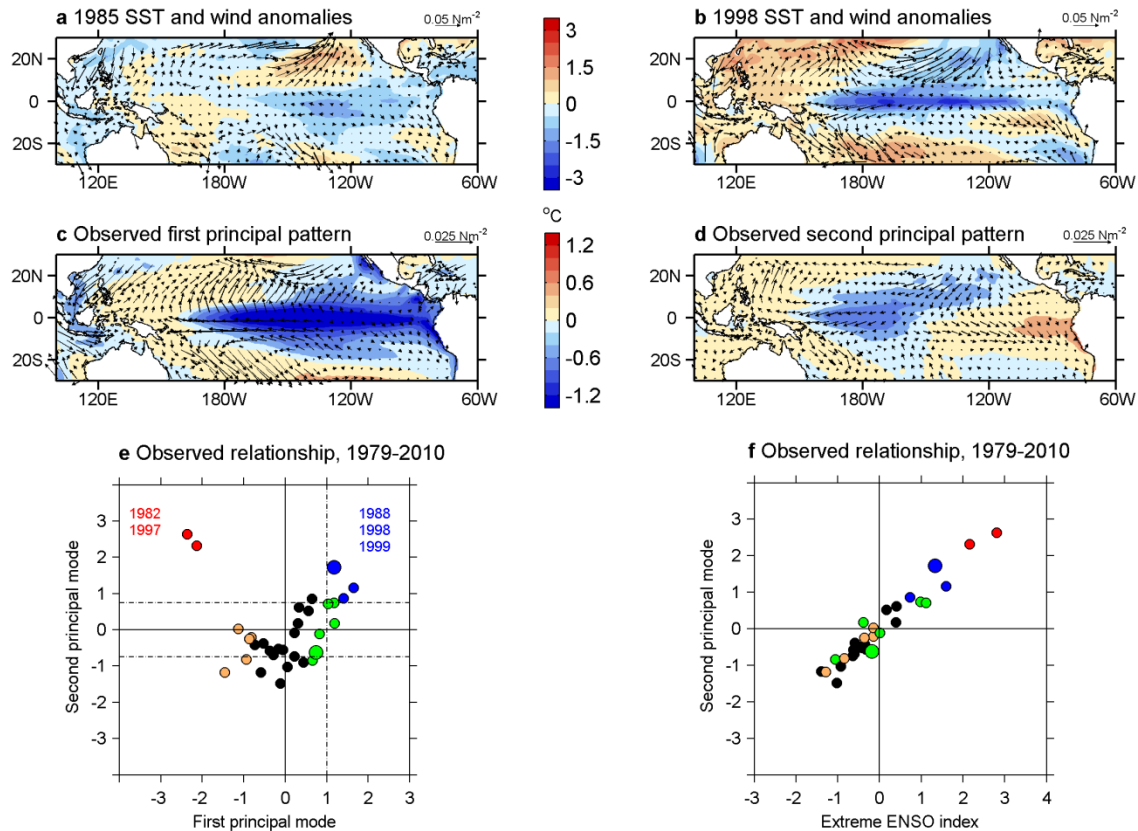 a 1985 SST and wind anomalies
0.05 Nm-2
20N
0
20S
120E
180W
120W
60W
3
1.5
0
-1.5
-3
b 1998 SST and wind anomalies
0.05 Nm-2
20N
0
20S
120E
180W
120W
60W
c Observed first principal pattern
0.025 Nm-2
20N
0
20S
120E
180W
120W
60W
oC
1.2
0.6
0
-0.6
-1.2
d Observed second principal pattern
0.025 Nm-2
20N
0
20S
120E
180W
120W
60W
e Observed relationship, 1979-2010
Second principal mode
3
2
1
0
-1
-2
-3
1982
1997
1988
1998
1999
-3
-2
-1
0
1
2
3
First principal mode
f Observed relationship, 1979-2010
Second principal mode
3
2
1
0
-1
-2
-3
-3
-2
-1
0
1
2
3
4
Extreme ENSO index